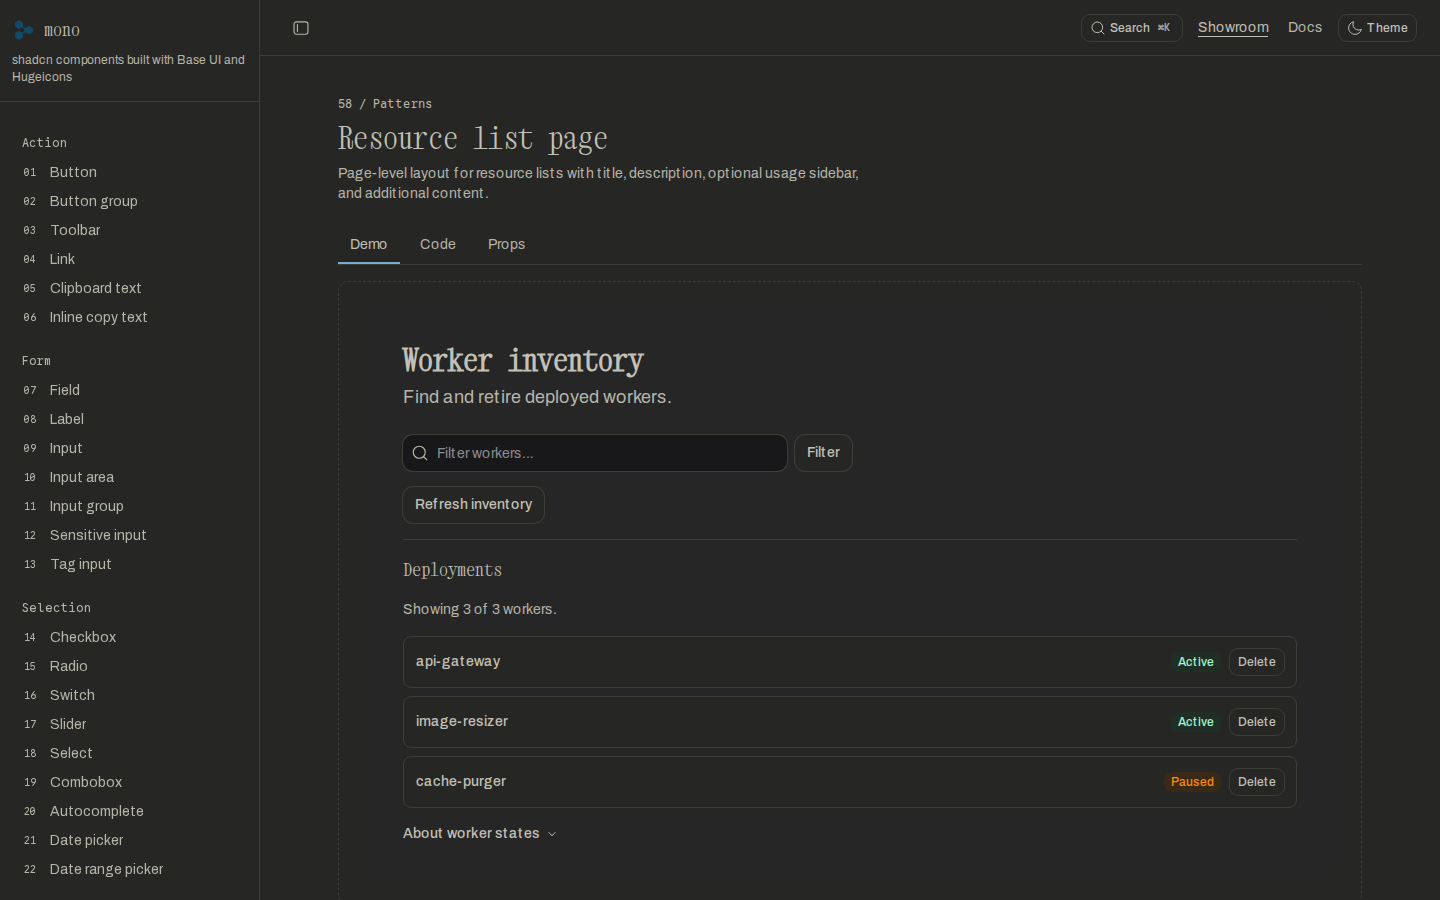 mono
shadcn components built with Base UI and
Hugeicons
Action
01 Button
02 Button group
03 Toolbar
04 Link
05 Clipboard text
06 Inline copy text
Form
07 Field
08 Label
09 Input
10 Input area
11 Input group
12 Sensitive input
13 Tag input
Selection
14 Checkbox
15 Radio
16 Switch
17 Slider
18 Select
19 Combobox
20 Autocomplete
21 Date picker
22 Date range picker
Search ⌘K Showroom Docs Theme
58 / Patterns
Resource list page
Page-level layout for resource lists with title, description, optional usage sidebar,
and additional content.
Demo Code Props
Worker inventory
Find and retire deployed workers.
Filter workers... Filter
Refresh inventory
Deployments
Showing 3 of 3 workers.
api-gateway Active Delete
image-resizer Active Delete
cache-purger Paused Delete
About worker states